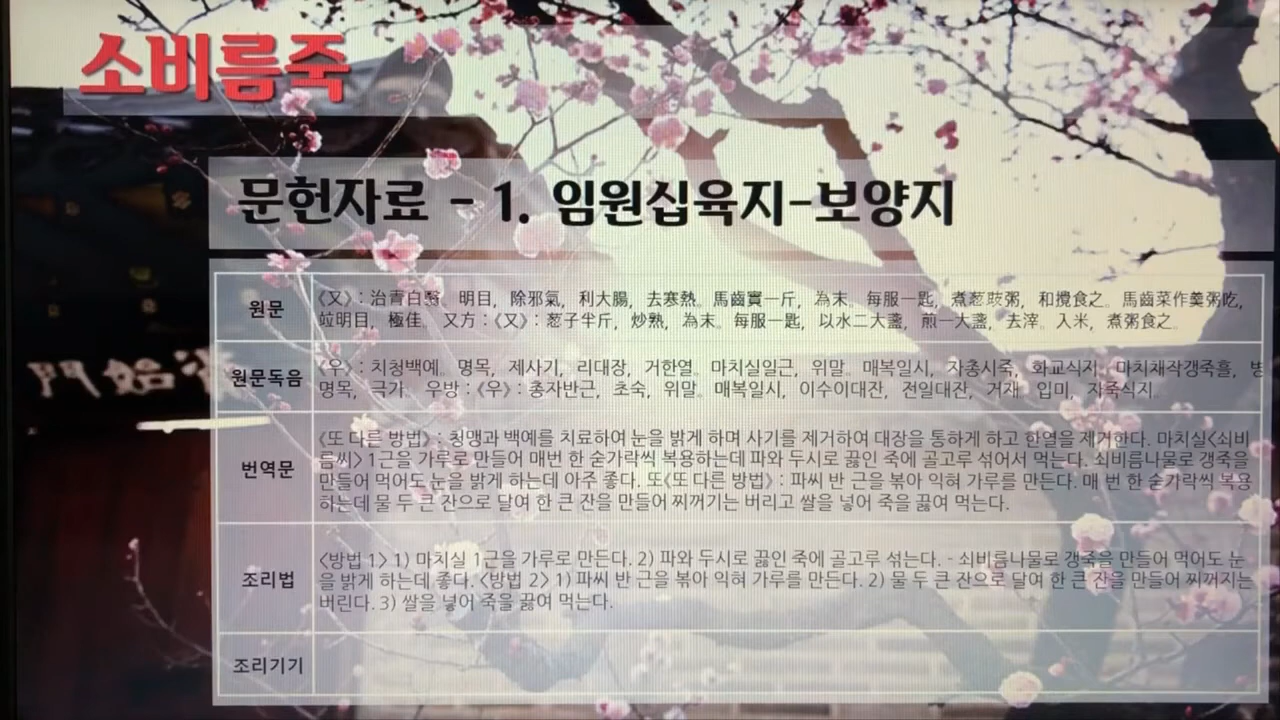 소비름죽
문헌자료 - 1. 임원십육지-보양지
원문
《又》: 治青白翳。明目, 除邪氣, 利大腸, 去寒熱。馬齒實一斤, 為末。每服一匙, 煮葱豉粥, 和攪食之。馬齒菜作羹粥吃,
竝明目。極佳。又方:《又》: 葱子半斤, 炒熟, 為末。每服一匙, 以水二大盞, 煎一大盞, 去滓。入米, 煮粥食之。
원문독음
《우》: 치청백예。명목, 제사기, 리대장, 거한열。마치실일근, 위말。매복일시, 자총시죽, 화교식지。마치채작갱죽흘, 병
명목, 극가。우방 :《우》: 총자반근, 초숙, 위말。매복일시, 이수이대잔, 전일대잔, 거재。입미, 자죽식지。
번역문
《또 다른 방법》: 청맹과 백예를 치료하여 눈을 밝게 하며 사기를 제거하여 대장을 통하게 하고 한열을 제거한다. 마치실<쇠비
름씨> 1근을 가루로 만들어 매번 한 숟가락씩 복용하는데 파와 두시로 끓인 죽에 골고루 섞어서 먹는다. 쇠비름나물로 갱죽을
만들어 먹어도 눈을 밝게 하는데 아주 좋다. 또《또 다른 방법》: 파씨 반 근을 볶아 익혀 가루를 만든다. 매 번 한 숟가락씩 복용
하는데 물 두 큰 잔으로 달여 한 큰 잔을 만들어 찌꺼기는 버리고 쌀을 넣어 죽을 끓여 먹는다.
조리법
<방법 1> 1) 마치실 1근을 가루로 만든다. 2) 파와 두시로 끓인 죽에 골고루 섞는다. - 쇠비름나물로 갱죽을 만들어 먹어도 눈
을 밝게 하는데 좋다. <방법 2> 1) 파씨 반 근을 볶아 익혀 가루를 만든다. 2) 물 두 큰 잔으로 달여 한 큰 잔을 만들어 찌꺼지는
버린다. 3) 쌀을 넣어 죽을 끓여 먹는다.
조리기기